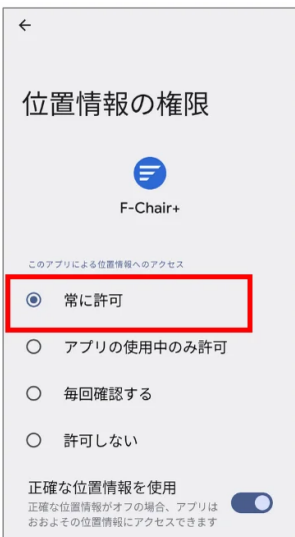 位置情報の権限
F-Chair+
このアプリによる位置情報へのアクセス
常に許可
アプリの使用中のみ許可
毎回確認する
許可しない
正確な位置情報を使用
正確な位置情報がオフの場合、アプリは
おおよその位置情報にアクセスできます